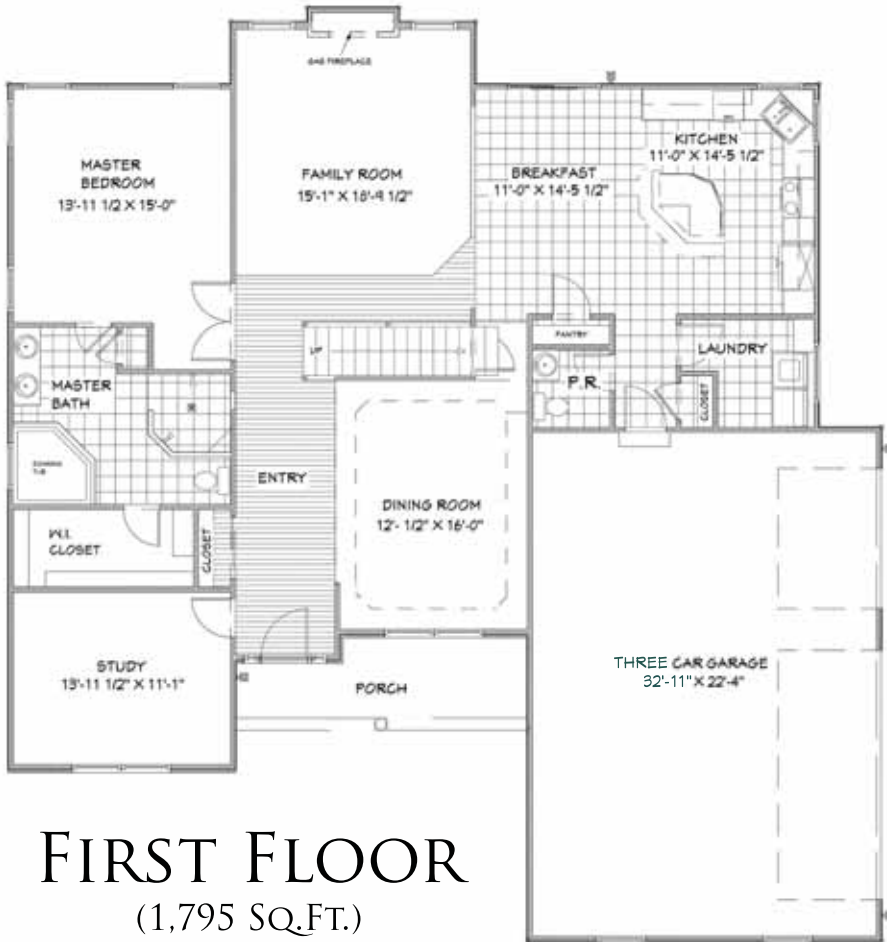 GAS FIREPLACE
MASTER
BEDROOM
13'-11 1/2 X 15'-0"
FAMILY ROOM
15'-1" X 18'-9 1/2"
BREAKFAST
11'-0" X 14'-5 1/2"
KITCHEN
11'-0" X 14'-5 1/2"
PANTRY
UP
LAUNDRY
P.R.
CLOSET
MASTER
BATH
ENTRY
DINING ROOM
12'- 1/2" X 16'-0"
W.I.
CLOSET
CLOSET
STUDY
13'-11 1/2" X 11'-1"
PORCH
THREE CAR GARAGE
32'-11" X 22'-4"
FIRST FLOOR
(1,795 SQ.FT.)